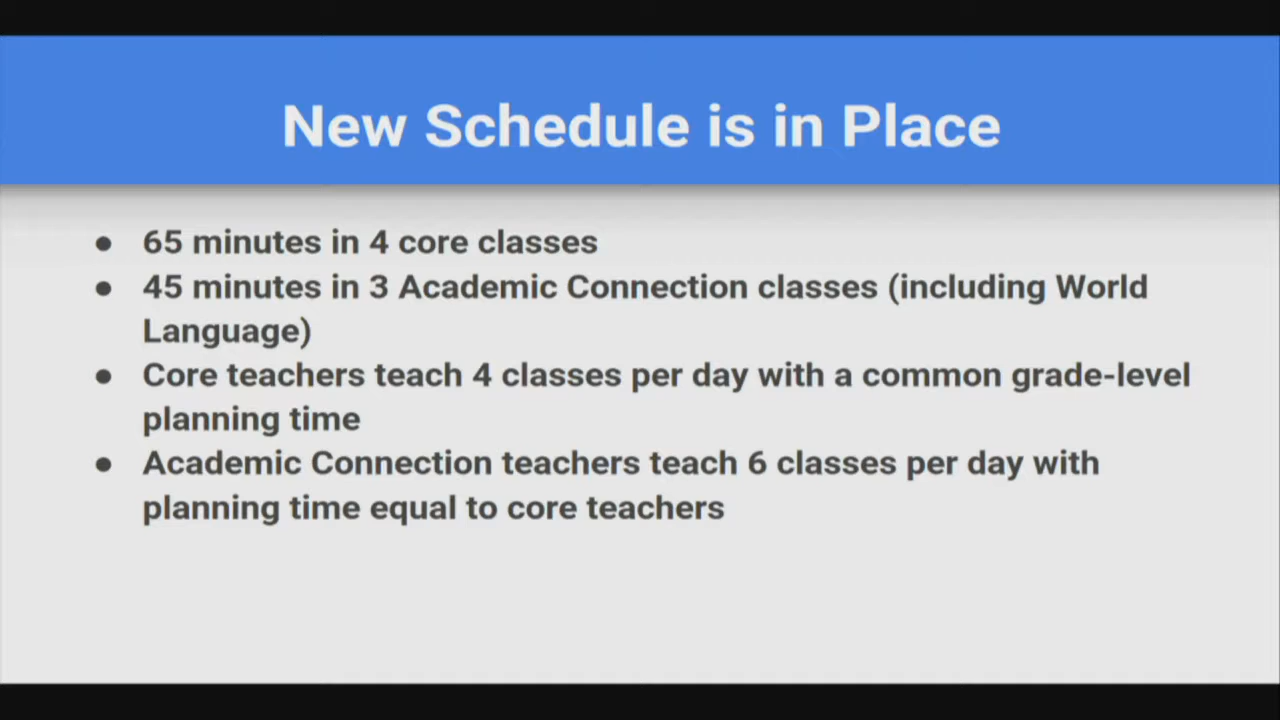 New Schedule is in Place
● 65 minutes in 4 core classes
● 45 minutes in 3 Academic Connection classes (including World
Language)
● Core teachers teach 4 classes per day with a common grade-level
planning time
● Academic Connection teachers teach 6 classes per day with
planning time equal to core teachers